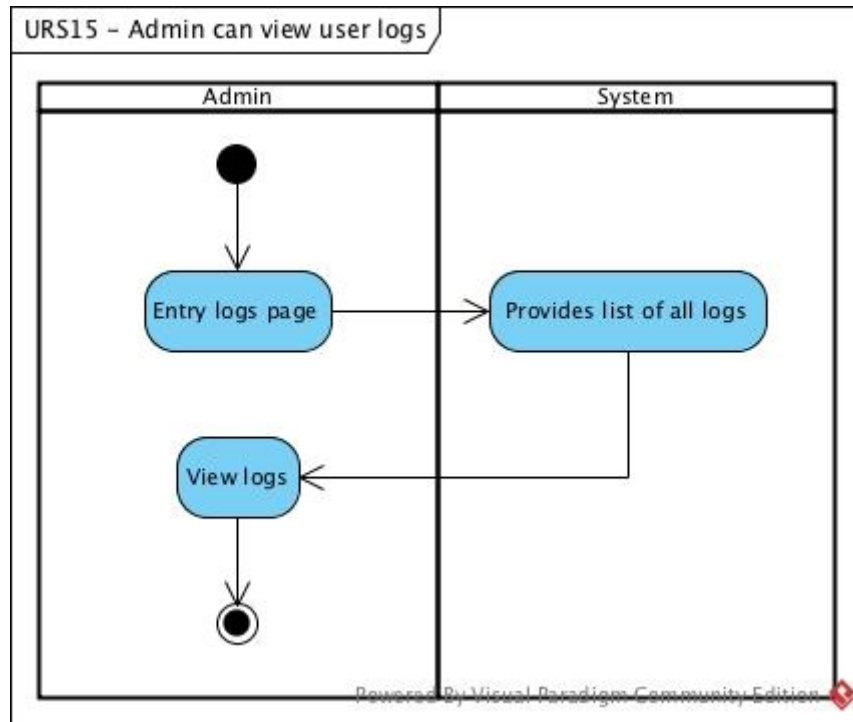 URS15 – Admin can view user logs
Admin
System
Entry logs page
Provides list of all logs
View logs
Powered By Visual Paradigm Community Edition